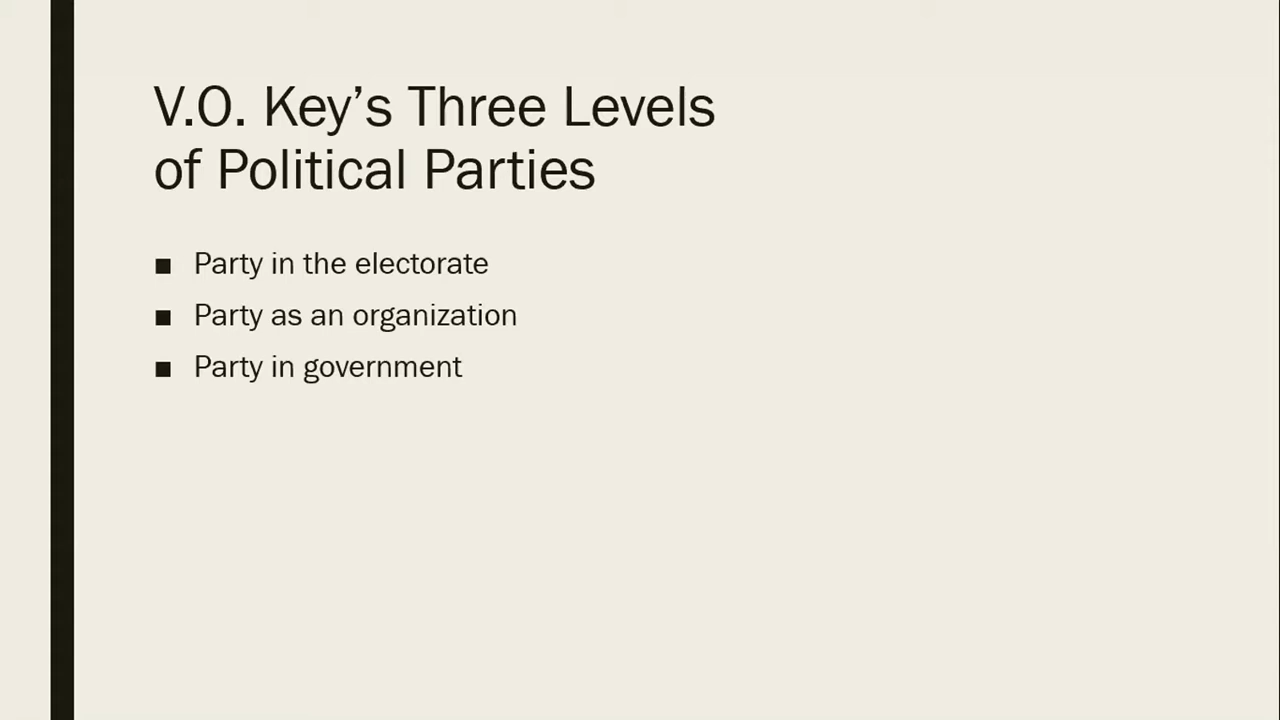 V.O. Key’s Three Levels
of Political Parties
■ Party in the electorate
■ Party as an organization
■ Party in government